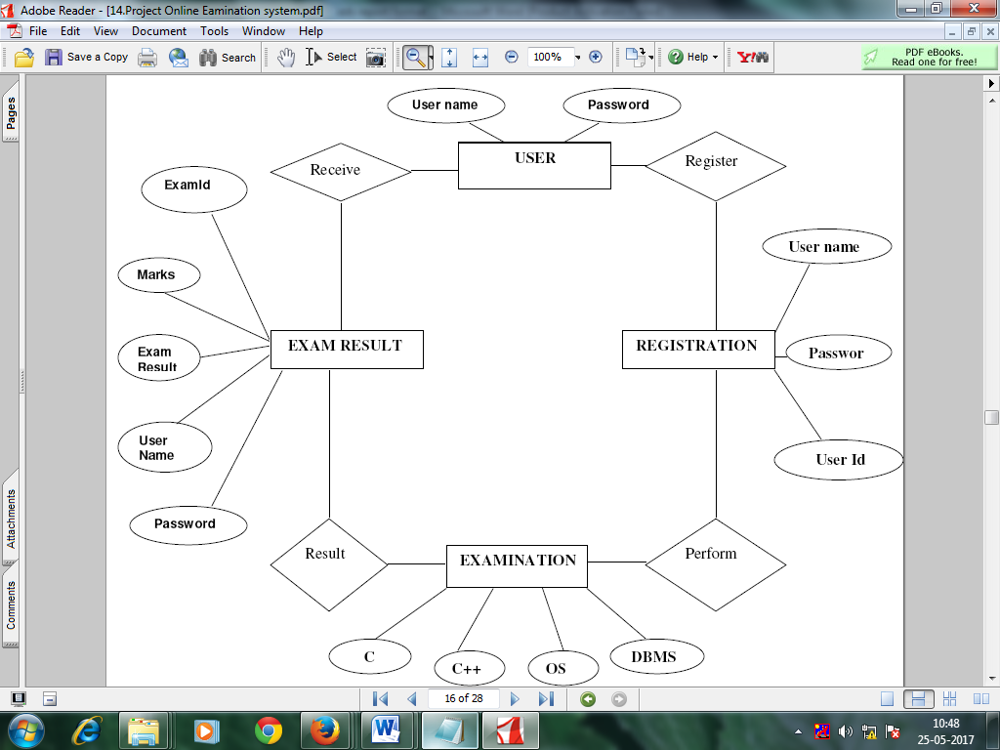 Adobe Reader - [14.Project Online Eamination system.pdf]
File Edit View Document Tools Window Help
Save a Copy Search Select 100% Help Y! PDF eBooks.
Read one for free!
Pages
Attachments
Comments
User name Password
USER
Receive Register
ExamId
User name
Marks
EXAM RESULT REGISTRATION
Exam
Result
Passwor
User
Name
User Id
Password
Result EXAMINATION Perform
C C++ OS DBMS
16 of 28
10:48
25-05-2017